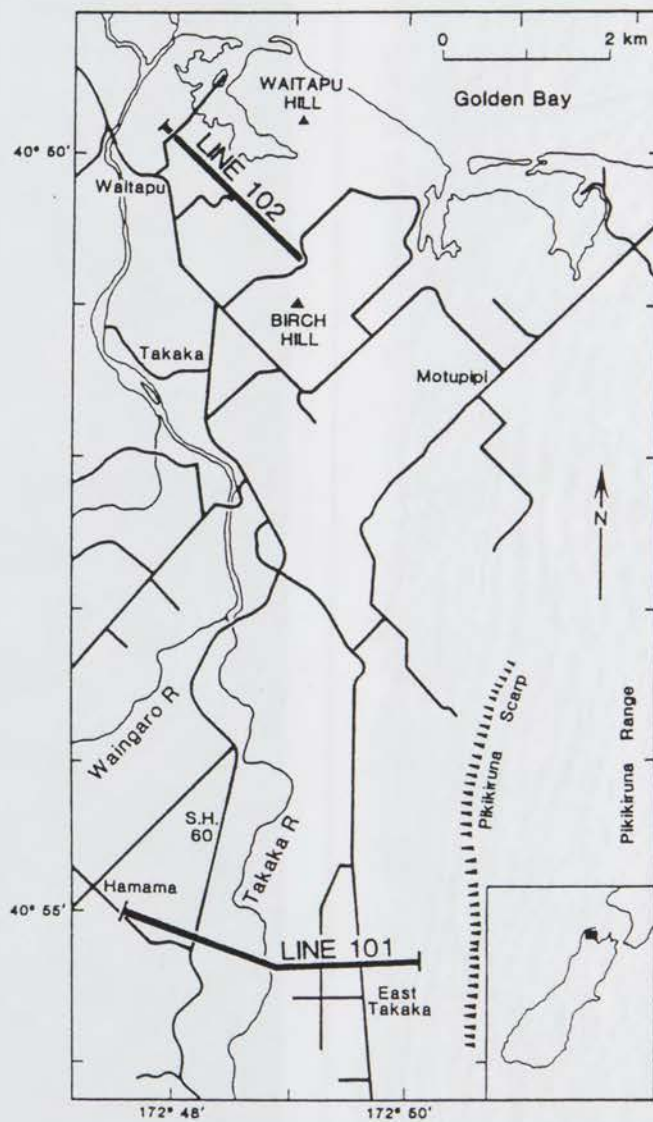 0 2 km
WAITAPU
HILL
Golden Bay
40° 50'
LINE 102
Waitapu
BIRCH
HILL
Takaka
Motupipi
N
Waingaro R
Pikikiruna Scarp
Pikikiruna Range
S.H.
60
Takaka R
Hamama
40° 55'
LINE 101
East
Takaka
172° 48'
172° 50'